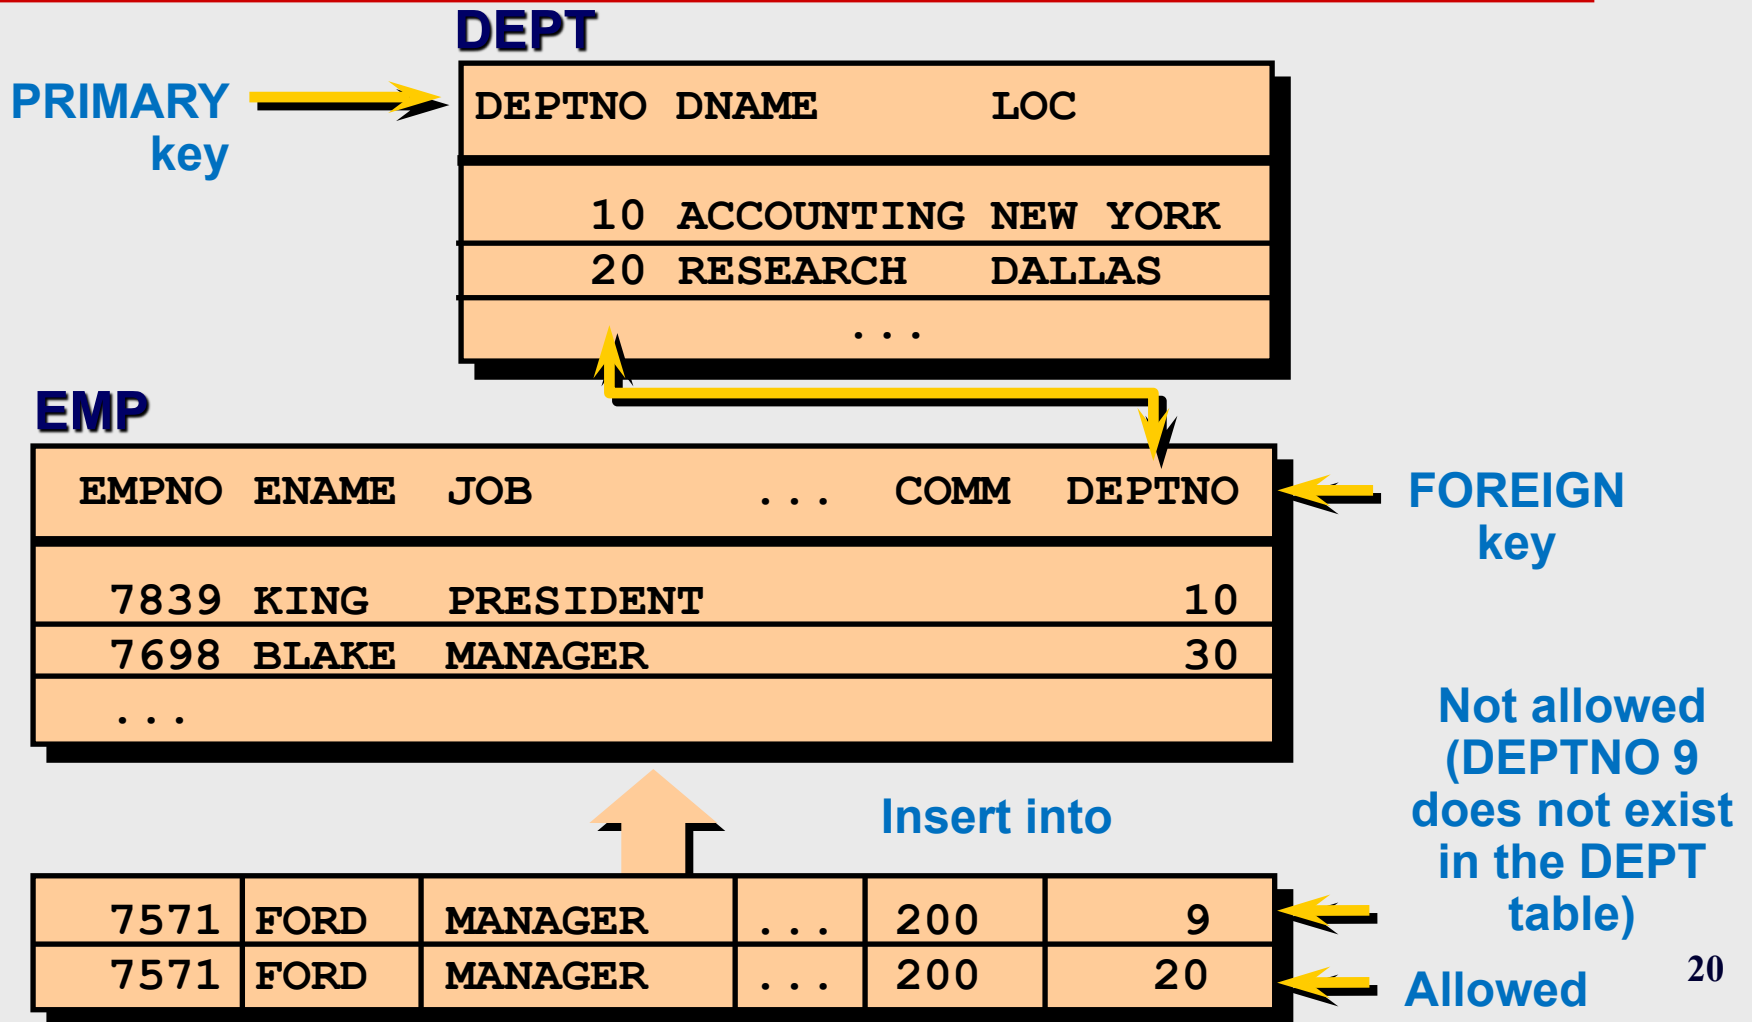 DEPT
PRIMARY
key
DEPTNO DNAME LOC
10 ACCOUNTING NEW YORK
20 RESEARCH DALLAS
...
EMP
EMPNO ENAME JOB ... COMM DEPTNO
FOREIGN
key
7839 KING PRESIDENT 10
7698 BLAKE MANAGER 30
...
Insert into
Not allowed
(DEPTNO 9
does not exist
in the DEPT
table)
7571 FORD MANAGER ... 200 9
7571 FORD MANAGER ... 200 20
Allowed
20